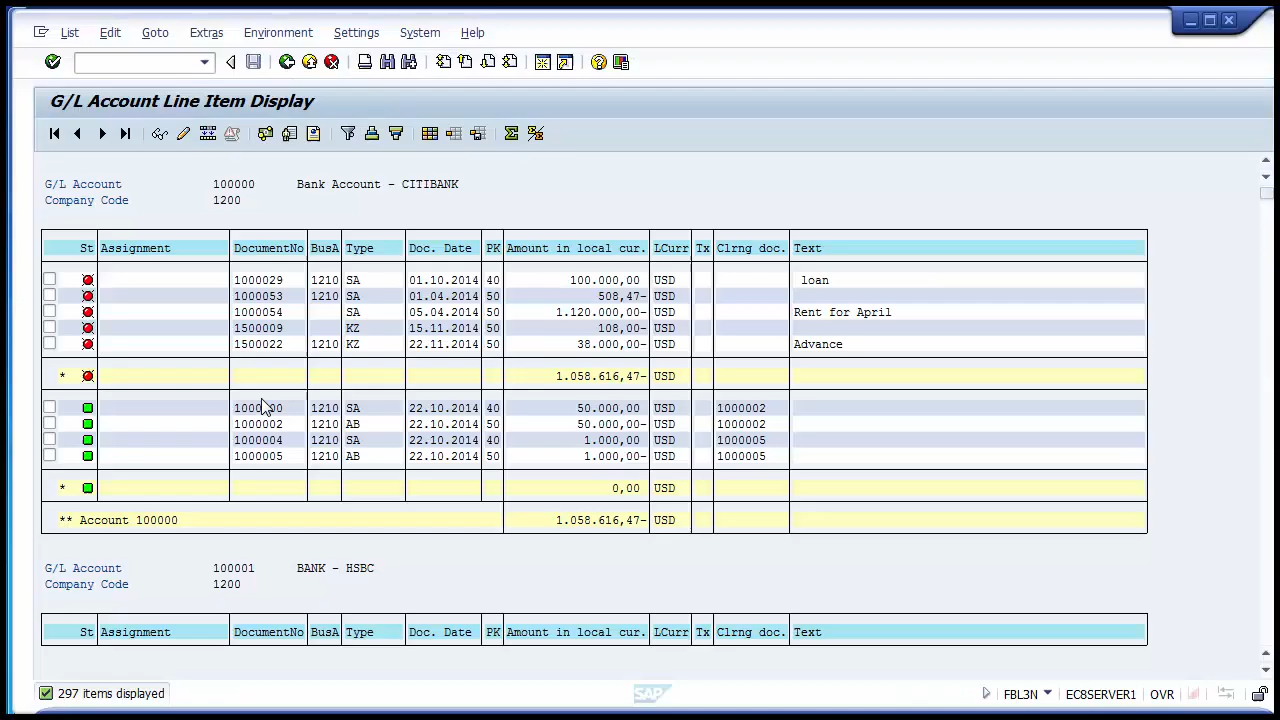 List Edit Goto Extras Environment Settings System Help
G/L Account Line Item Display
G/L Account 100000 Bank Account - CITIBANK
Company Code 1200
St Assignment DocumentNo BusA Type Doc. Date PK Amount in local cur. LCurr Tx Clrng doc. Text
1000029 1210 SA 01.10.2014 40 100.000,00 USD loan
1000053 1210 SA 01.04.2014 50 508,47- USD
1000054 SA 05.04.2014 50 1.120.000,00- USD Rent for April
1500009 KZ 15.11.2014 50 108,00- USD
1500022 1210 KZ 22.11.2014 50 38.000,00- USD Advance
* 1.058.616,47- USD
1210 SA 22.10.2014 40 50.000,00 USD 1000002
1000002 1210 AB 22.10.2014 50 50.000,00- USD 1000002
1000004 1210 SA 22.10.2014 40 1.000,00 USD 1000005
1000005 1210 AB 22.10.2014 50 1.000,00- USD 1000005
* 0,00 USD
** Account 100000 1.058.616,47- USD
G/L Account 100001 BANK - HSBC
Company Code 1200
St Assignment DocumentNo BusA Type Doc. Date PK Amount in local cur. LCurr Tx Clrng doc. Text
297 items displayed SAP FBL3N EC8SERVER1 OVR